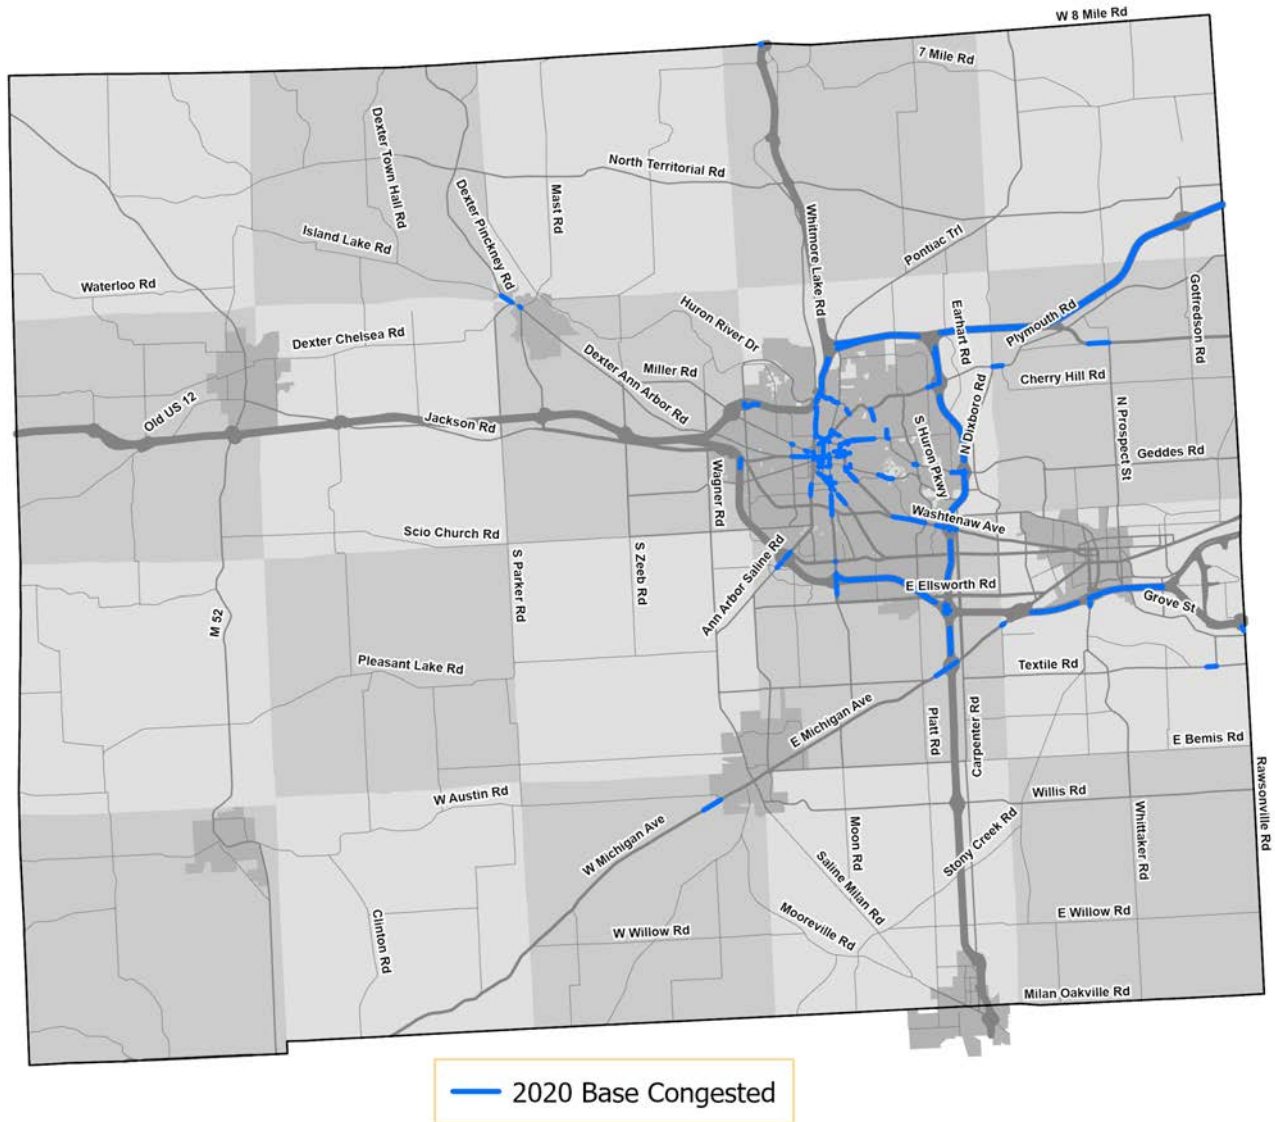 W 8 Mile Rd
7 Mile Rd
Dexter Town Hall Rd
North Territorial Rd
Dexter Pinckney Rd
Mast Rd
Whitmore Lake Rd
Pontiac Trl
Island Lake Rd
Waterloo Rd
Gotfredson Rd
Huron River Dr
Earhart Rd
Plymouth Rd
Dexter Chelsea Rd
Dexter Ann Arbor Rd
Miller Rd
Cherry Hill Rd
Old US 12
Jackson Rd
N Dixboro Rd
N Prospect St
S Huron Pkwy
Geddes Rd
Wagner Rd
Washtenaw Ave
Scio Church Rd
S Parker Rd
S Zeeb Rd
Ann Arbor Saline Rd
E Ellsworth Rd
Grove St
M 52
Pleasant Lake Rd
Textile Rd
E Michigan Ave
Platt Rd
Carpenter Rd
E Bemis Rd
W Austin Rd
Willis Rd
Rawsonville Rd
W Michigan Ave
Moon Rd
Stony Creek Rd
Whittaker Rd
Saline Milan Rd
Clinton Rd
W Willow Rd
Mooreville Rd
E Willow Rd
Milan Oakville Rd
2020 Base Congested